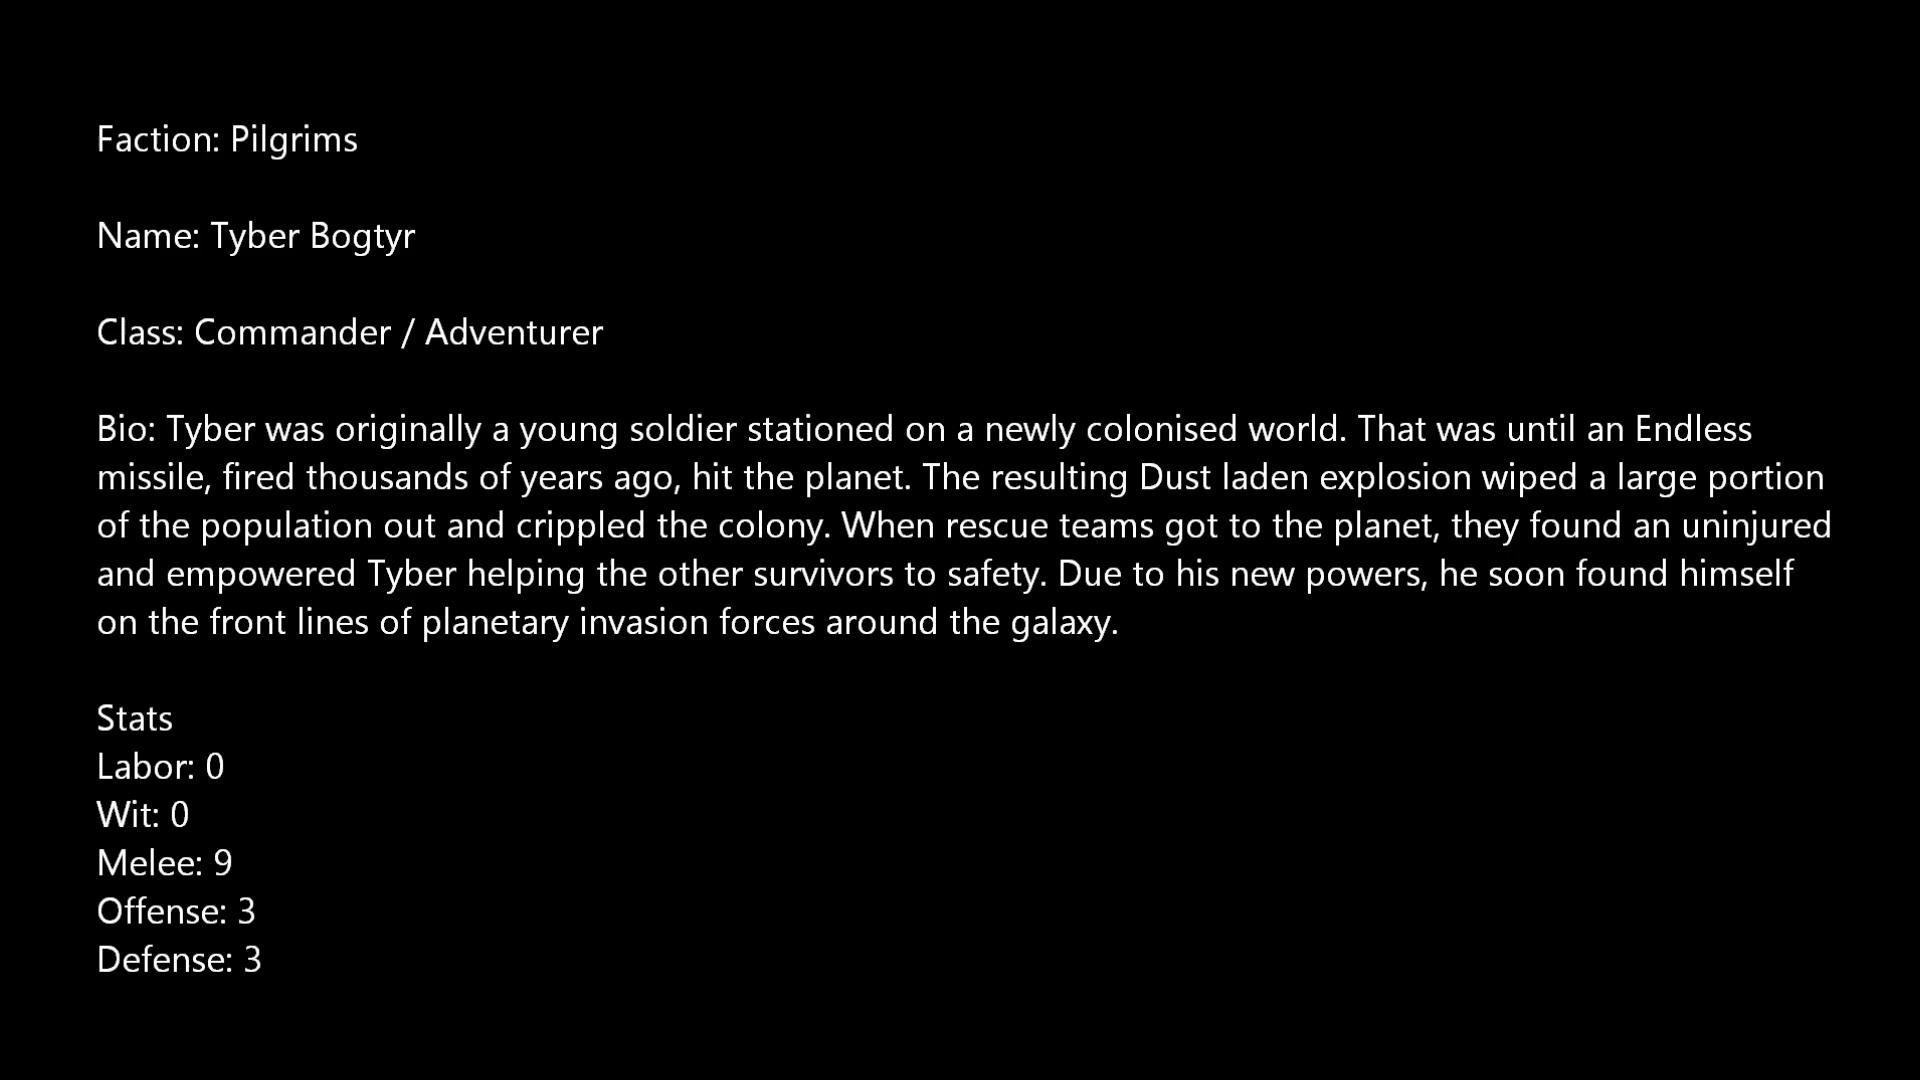 Faction: Pilgrims
Name: Tyber Bogtyr
Class: Commander / Adventurer
Bio: Tyber was originally a young soldier stationed on a newly colonised world. That was until an Endless
missile, fired thousands of years ago, hit the planet. The resulting Dust laden explosion wiped a large portion
of the population out and crippled the colony. When rescue teams got to the planet, they found an uninjured
and empowered Tyber helping the other survivors to safety. Due to his new powers, he soon found himself
on the front lines of planetary invasion forces around the galaxy.
Stats
Labor: 0
Wit: 0
Melee: 9
Offense: 3
Defense: 3